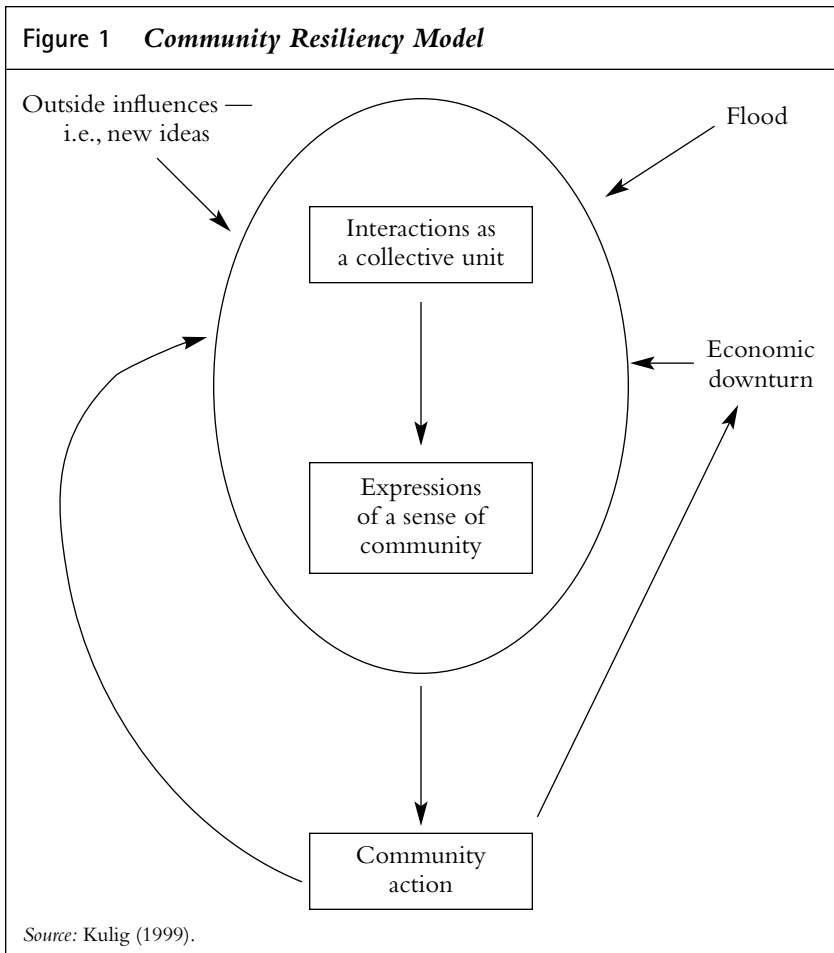 Figure 1 Community Resiliency Model
Outside influences —
i.e., new ideas
Flood
Interactions as
a collective unit
Economic
downturn
Expressions
of a sense of
community
Community
action
Source: Kulig (1999).